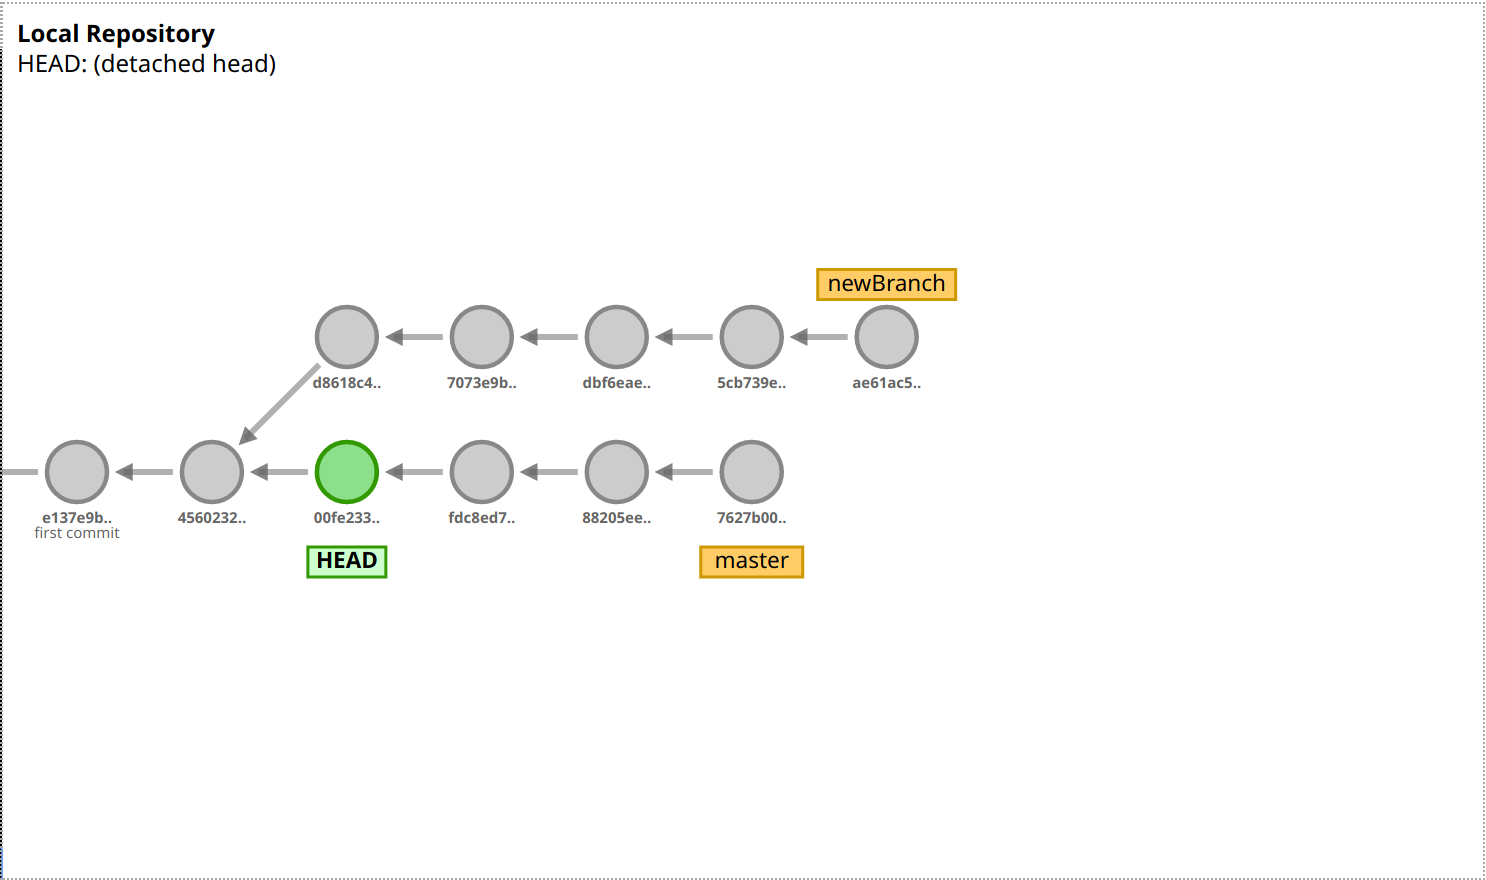 Local Repository
HEAD: (detached head)
newBranch
d8618c4..
7073e9b..
dbf6eae..
5cb739e..
ae61ac5..
e137e9b..
first commit
4560232..
00fe233..
fdc8ed7..
88205ee..
7627b00..
HEAD
master